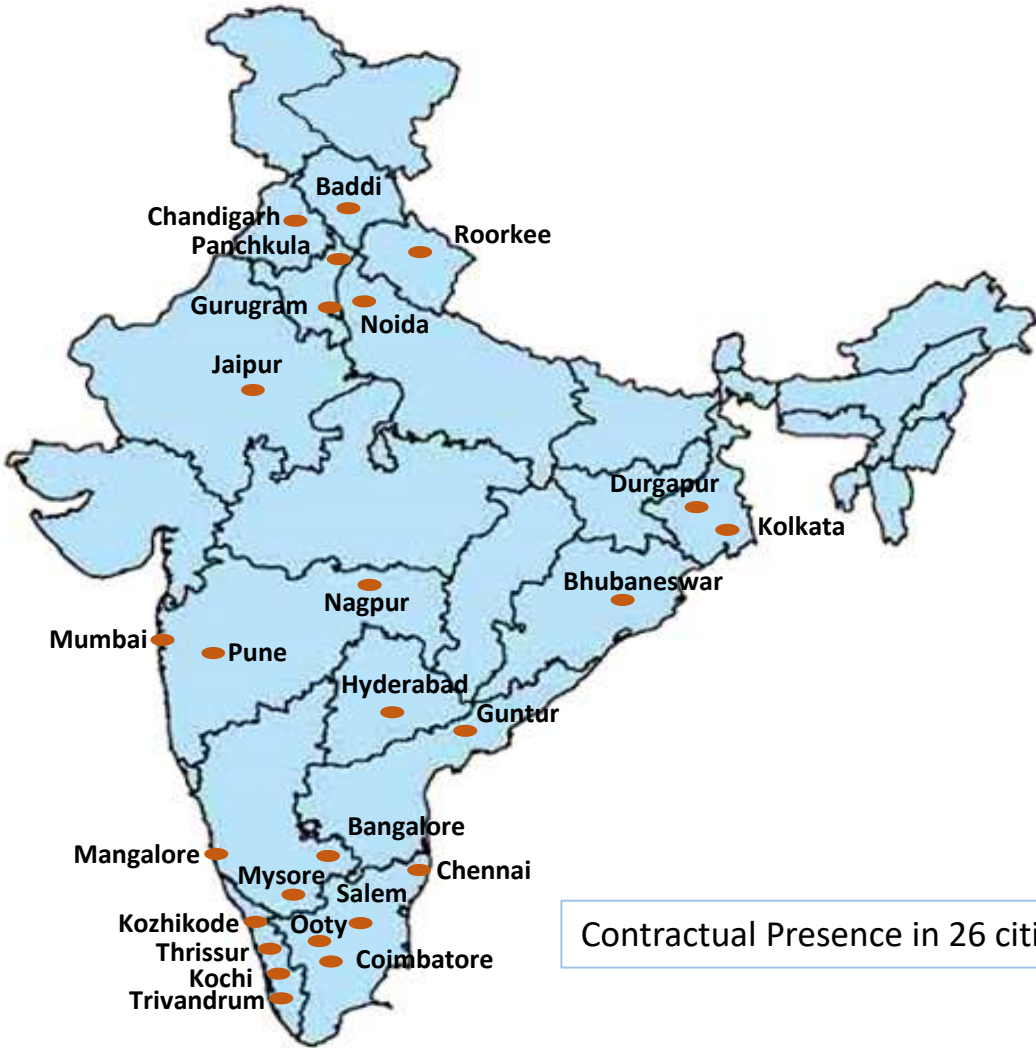 Baddi
Chandigarh
Roorkee
Panchkula
Gurugram
Noida
Jaipur
Durgapur
Kolkata
Bhubaneswar
Nagpur
Mumbai
Pune
Hyderabad
Guntur
Bangalore
Mangalore
Chennai
Mysore
Salem
Kozhikode
Ooty
Thrissur
Coimbatore
Kochi
Trivandrum
Contractual Presence in 26 citi